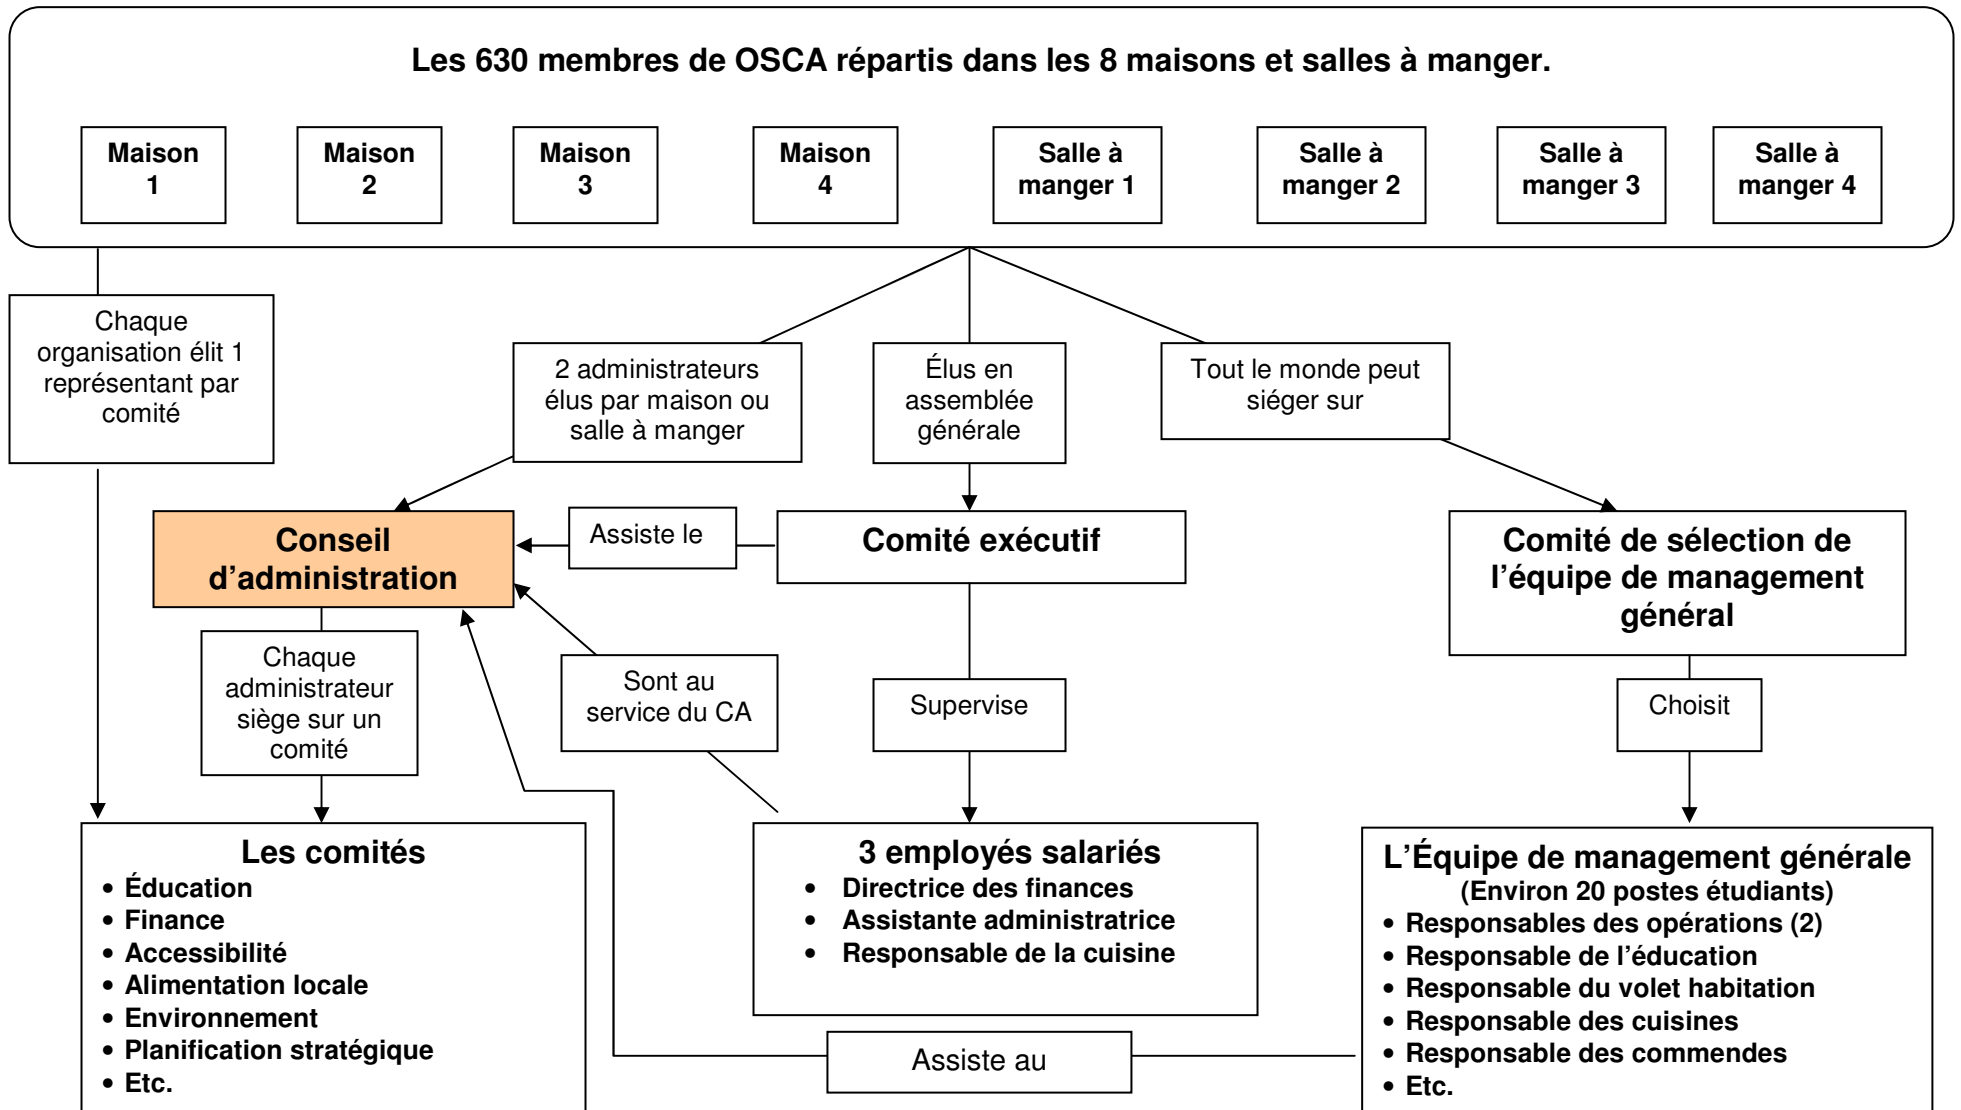 Les 630 membres de OSCA répartis dans les 8 maisons et salles à manger.
Maison
1
Maison
2
Maison
3
Maison
4
Salle à
manger 1
Salle à
manger 2
Salle à
manger 3
Salle à
manger 4
Chaque
organisation élit 1
représentant par
comité
2 administrateurs
élus par maison ou
salle à manger
Élus en
assemblée
générale
Tout le monde peut
siéger sur
Conseil
d’administration
Assiste le
Comité exécutif
Comité de sélection de
l’équipe de management
général
Chaque
administrateur
siège sur un
comité
Sont au
service du CA
Supervise
Choisit
Les comités
• Éducation
• Finance
• Accessibilité
• Alimentation locale
• Environnement
• Planification stratégique
• Etc.
3 employés salariés
• Directrice des finances
• Assistante administratrice
• Responsable de la cuisine
L’Équipe de management générale
(Environ 20 postes étudiants)
• Responsables des opérations (2)
• Responsable de l’éducation
• Responsable du volet habitation
• Responsable des cuisines
• Responsable des commendes
• Etc.
Assiste au